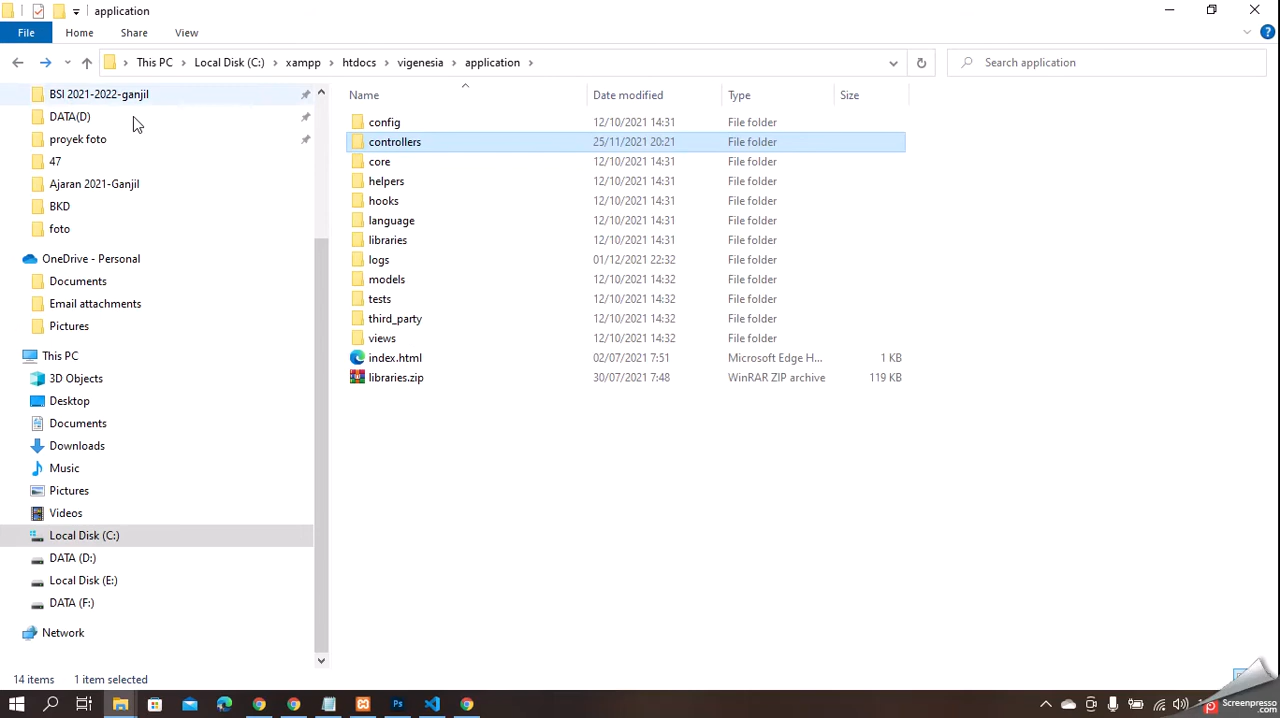 application
File Home Share View
This PC Local Disk (C:) xampp htdocs vigenesia application Search application
Name Date modified Type Size
BSI 2021-2022-ganjil
DATA(D)
proyek foto
47
Ajaran 2021-Ganjil
BKD
foto
OneDrive - Personal
Documents
Email attachments
Pictures
This PC
3D Objects
Desktop
Documents
Downloads
Music
Pictures
Videos
Local Disk (C:)
DATA (D:)
Local Disk (E:)
DATA (F:)
Network
config 12/10/2021 14:31 File folder
controllers 25/11/2021 20:21 File folder
core 12/10/2021 14:31 File folder
helpers 12/10/2021 14:31 File folder
hooks 12/10/2021 14:31 File folder
language 12/10/2021 14:31 File folder
libraries 12/10/2021 14:31 File folder
logs 01/12/2021 22:32 File folder
models 12/10/2021 14:32 File folder
tests 12/10/2021 14:32 File folder
third_party 12/10/2021 14:32 File folder
views 12/10/2021 14:32 File folder
index.html 02/07/2021 7:51 Microsoft Edge H... 1 KB
libraries.zip 30/07/2021 7:48 WinRAR ZIP archive 119 KB
14 items 1 item selected
Ps
Screenpresso
.com